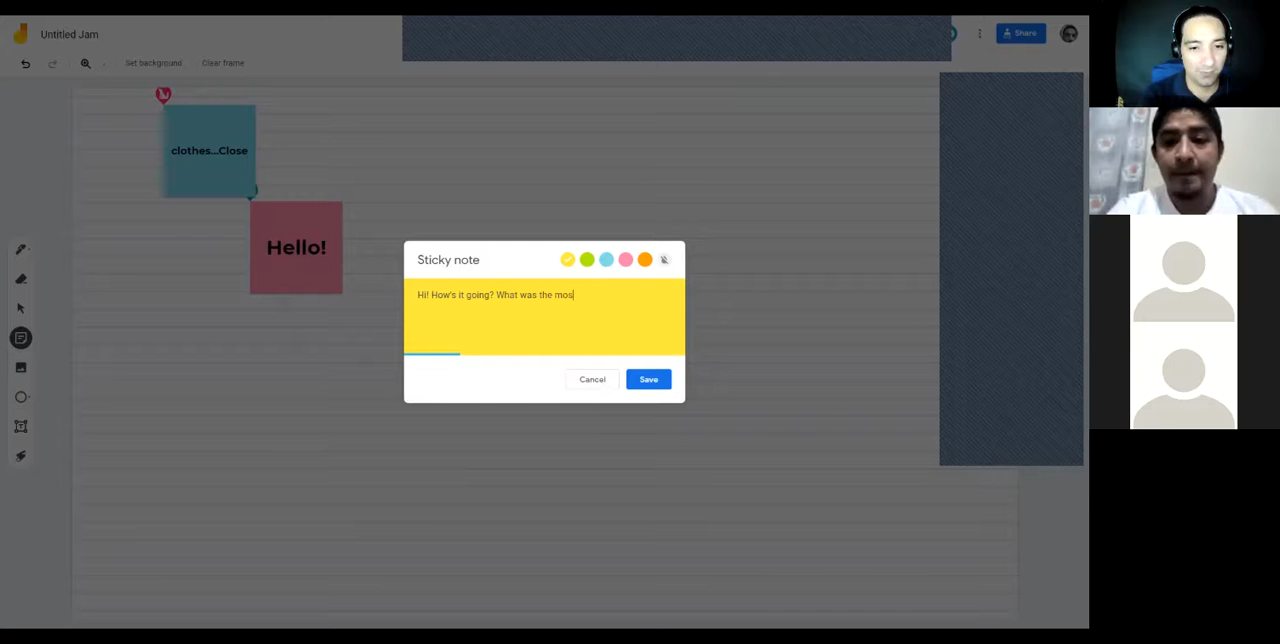 Untitled Jam
Share
Set background
Clear frame
clothes...Close
Hello!
Sticky note
Hi! How's it going? What was the mos
Cancel
Save